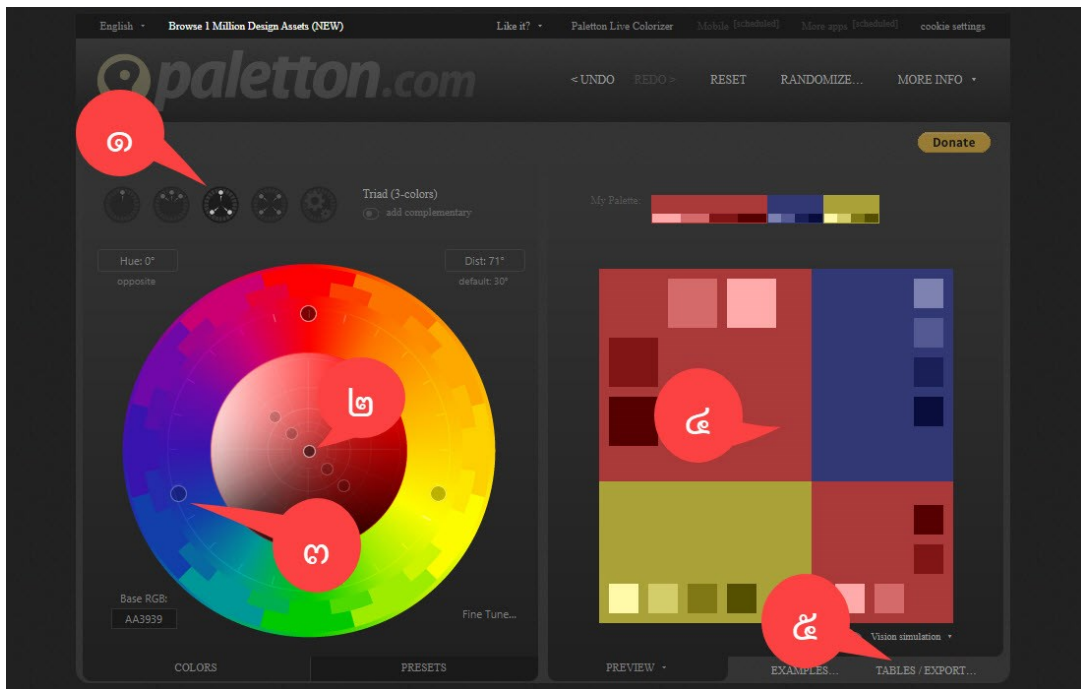 English Browse 1 Million Design Assets (NEW) Like it? Paletton Live Colorizer Mobile [scheduled] More apps [scheduled] cookie settings
paletton.com < UNDO REDO > RESET RANDOMIZE... MORE INFO
๑
Donate
Triad (3-colors)
add complementary
My Palette:
Hue: 0°
opposite
Dist: 71°
default: 30°
๒
๔
๓
Base RGB:
AA3939
Fine Tune...
๕
Vision simulation
COLORS PRESETS PREVIEW EXAMPLES... TABLES / EXPORT...